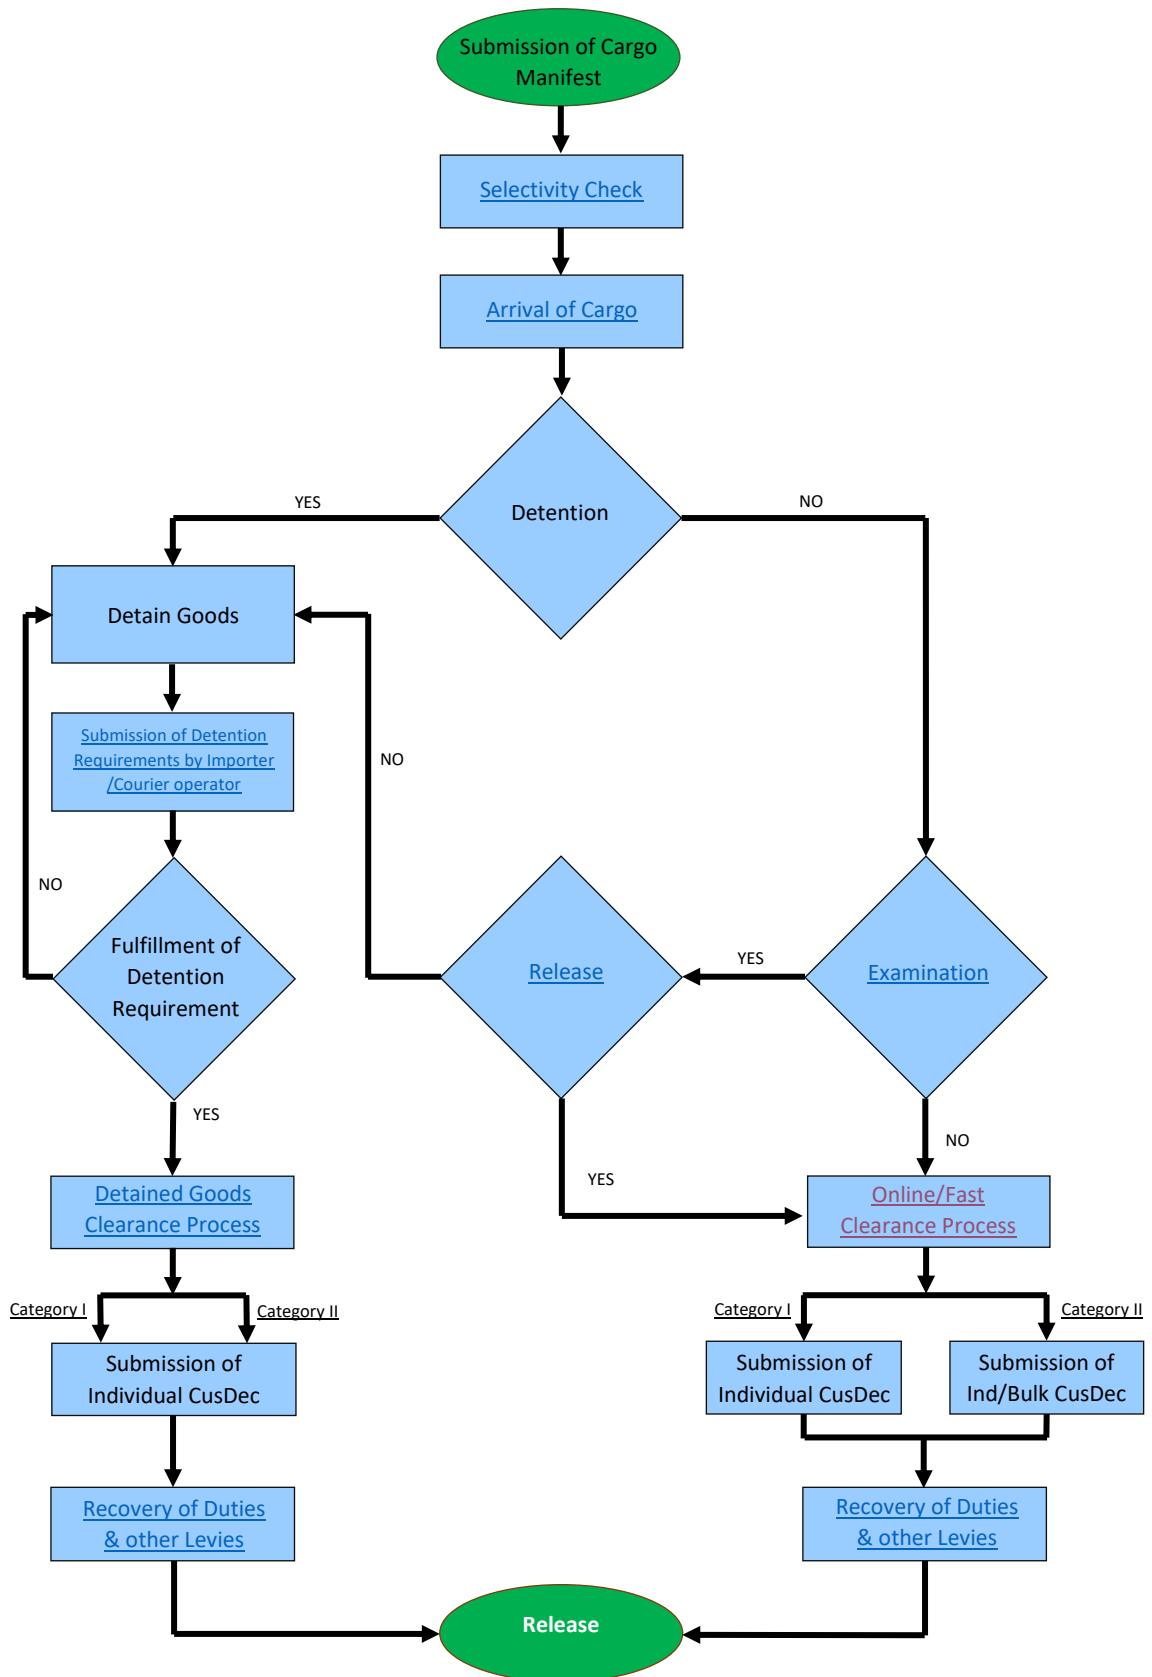 Submission of Cargo
Manifest
Selectivity Check
Arrival of Cargo
YES
NO
Detention
Detain Goods
Submission of Detention
Requirements by Importer
/Courier operator
NO
NO
Fulfillment of
Detention
Requirement
Release
YES
Examination
YES
NO
YES
Detained Goods
Clearance Process
Online/Fast
Clearance Process
Category I
Category II
Category I
Category II
Submission of
Individual CusDec
Submission of
Individual CusDec
Submission of
Ind/Bulk CusDec
Recovery of Duties
& other Levies
Recovery of Duties
& other Levies
Release